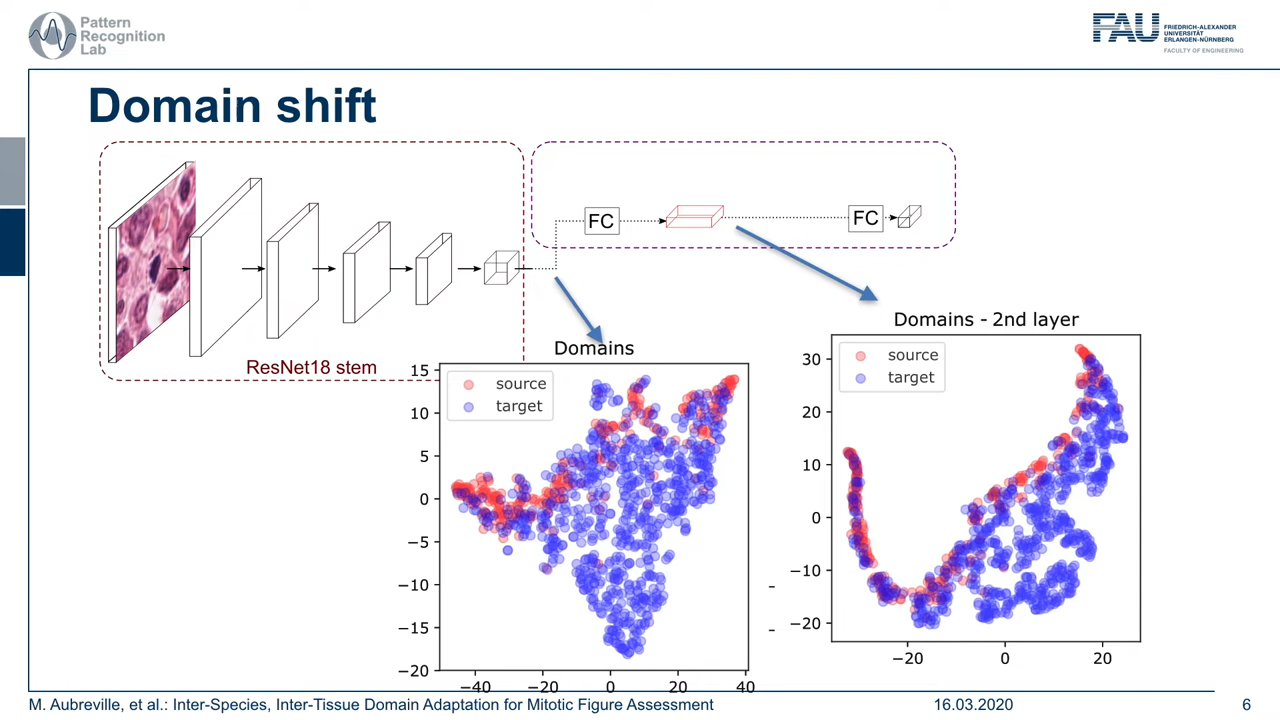 Pattern
Recognition
Lab
FAU
FRIEDRICH-ALEXANDER
UNIVERSITÄT
ERLANGEN-NÜRNBERG
FACULTY OF ENGINEERING
Domain shift
FC
FC
ResNet18 stem
Domains
source
target
15
10
5
0
−5
−10
−15
−20
−40
−20
0
20
40
Domains - 2nd layer
source
target
30
20
10
0
−10
−20
−20
0
20
M. Aubreville, et al.: Inter-Species, Inter-Tissue Domain Adaptation for Mitotic Figure Assessment
16.03.2020
6